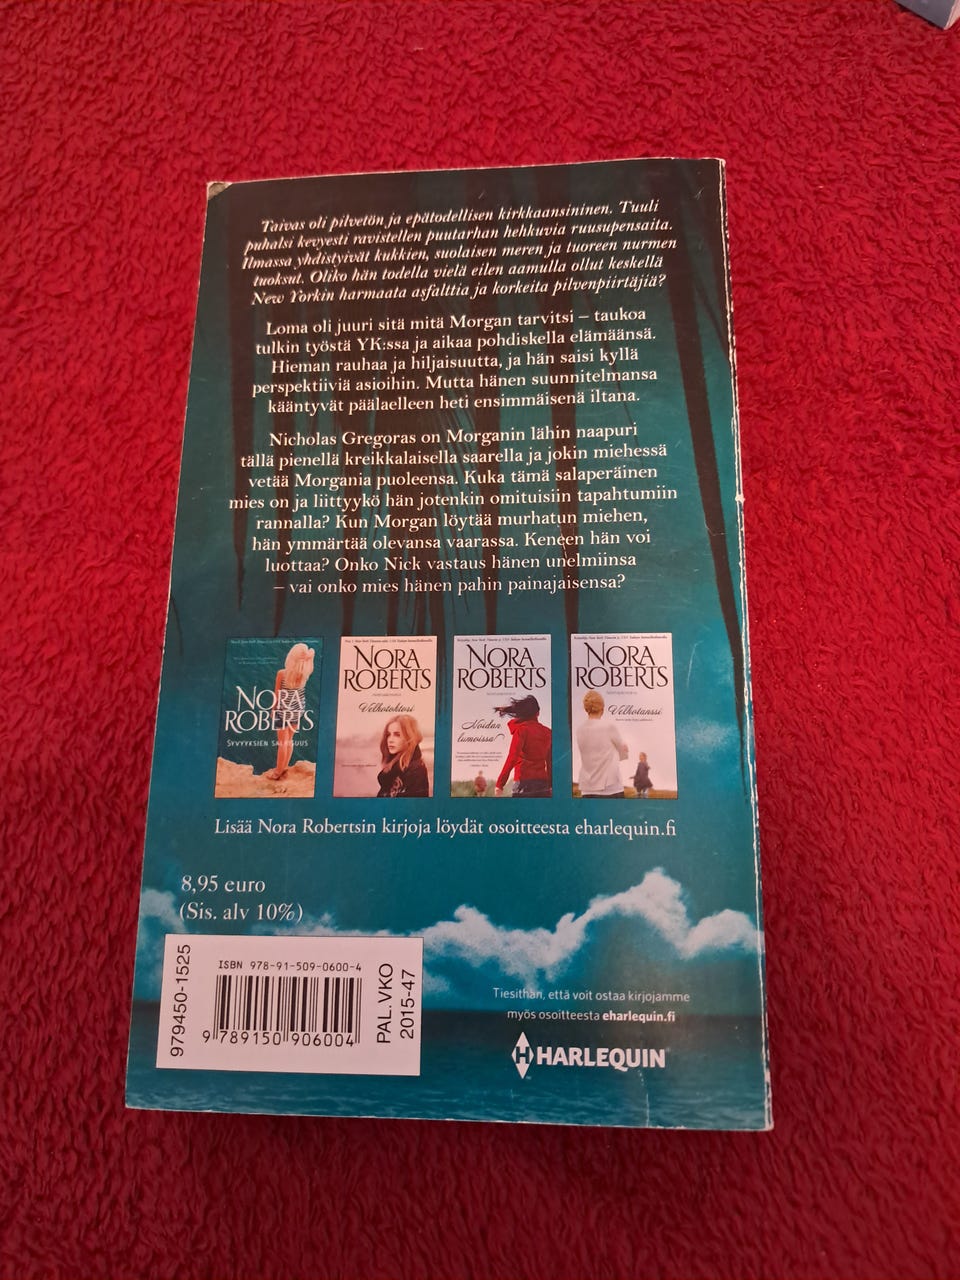 Taivas oli pilvetön ja epätodellisen kirkkaansininen. Tuuli
puhalsi kevyesti ravistellen puutarhan hehkuvia ruusupensaita.
Ilmassa yhdistyivät kukkien, suolaisen meren ja tuoreen nurmen
tuoksut. Oliko hän todella vielä eilen aamulla ollut keskellä
New Yorkin harmaata asfalttia ja korkeita pilvenpiirtäjiä?
Loma oli juuri sitä mitä Morgan tarvitsi – taukoa
tulkin työstä YK:ssa ja aikaa pohdiskella elämäänsä.
Hieman rauhaa ja hiljaisuutta, ja hän saisi kyllä
perspektiiviä asioihin. Mutta hänen suunnitelmansa
kääntyvät päälaelleen heti ensimmäisenä iltana.
Nicholas Gregoras on Morganin lähin naapuri
tällä pienellä kreikkalaisella saarella ja jokin miehessä
vetää Morgania puoleensa. Kuka tämä salaperäinen
mies on ja liittyykö hän jotenkin omituisiin tapahtumiin
rannalla? Kun Morgan löytää murhatun miehen,
hän ymmärtää olevansa vaarassa. Keneen hän voi
luottaa? Onko Nick vastaus hänen unelmiinsa
– vai onko mies hänen pahin painajaisensa?
NORA
ROBERTS
SYVYYKSIEN SALAISUUS
NORA
ROBERTS
Velhotohtori
NORA
ROBERTS
Noidan
lumoissa
NORA
ROBERTS
Velhotanssi
Lisää Nora Robertsin kirjoja löydät osoitteesta eharlequin.fi
8,95 euro
(Sis. alv 10%)
979450-1525
ISBN 978-91-509-0600-4
9 789150 906004
PAL.VKO
2015-47
Tiesithän, että voit ostaa kirjojamme
myös osoitteesta eharlequin.fi
H HARLEQUIN